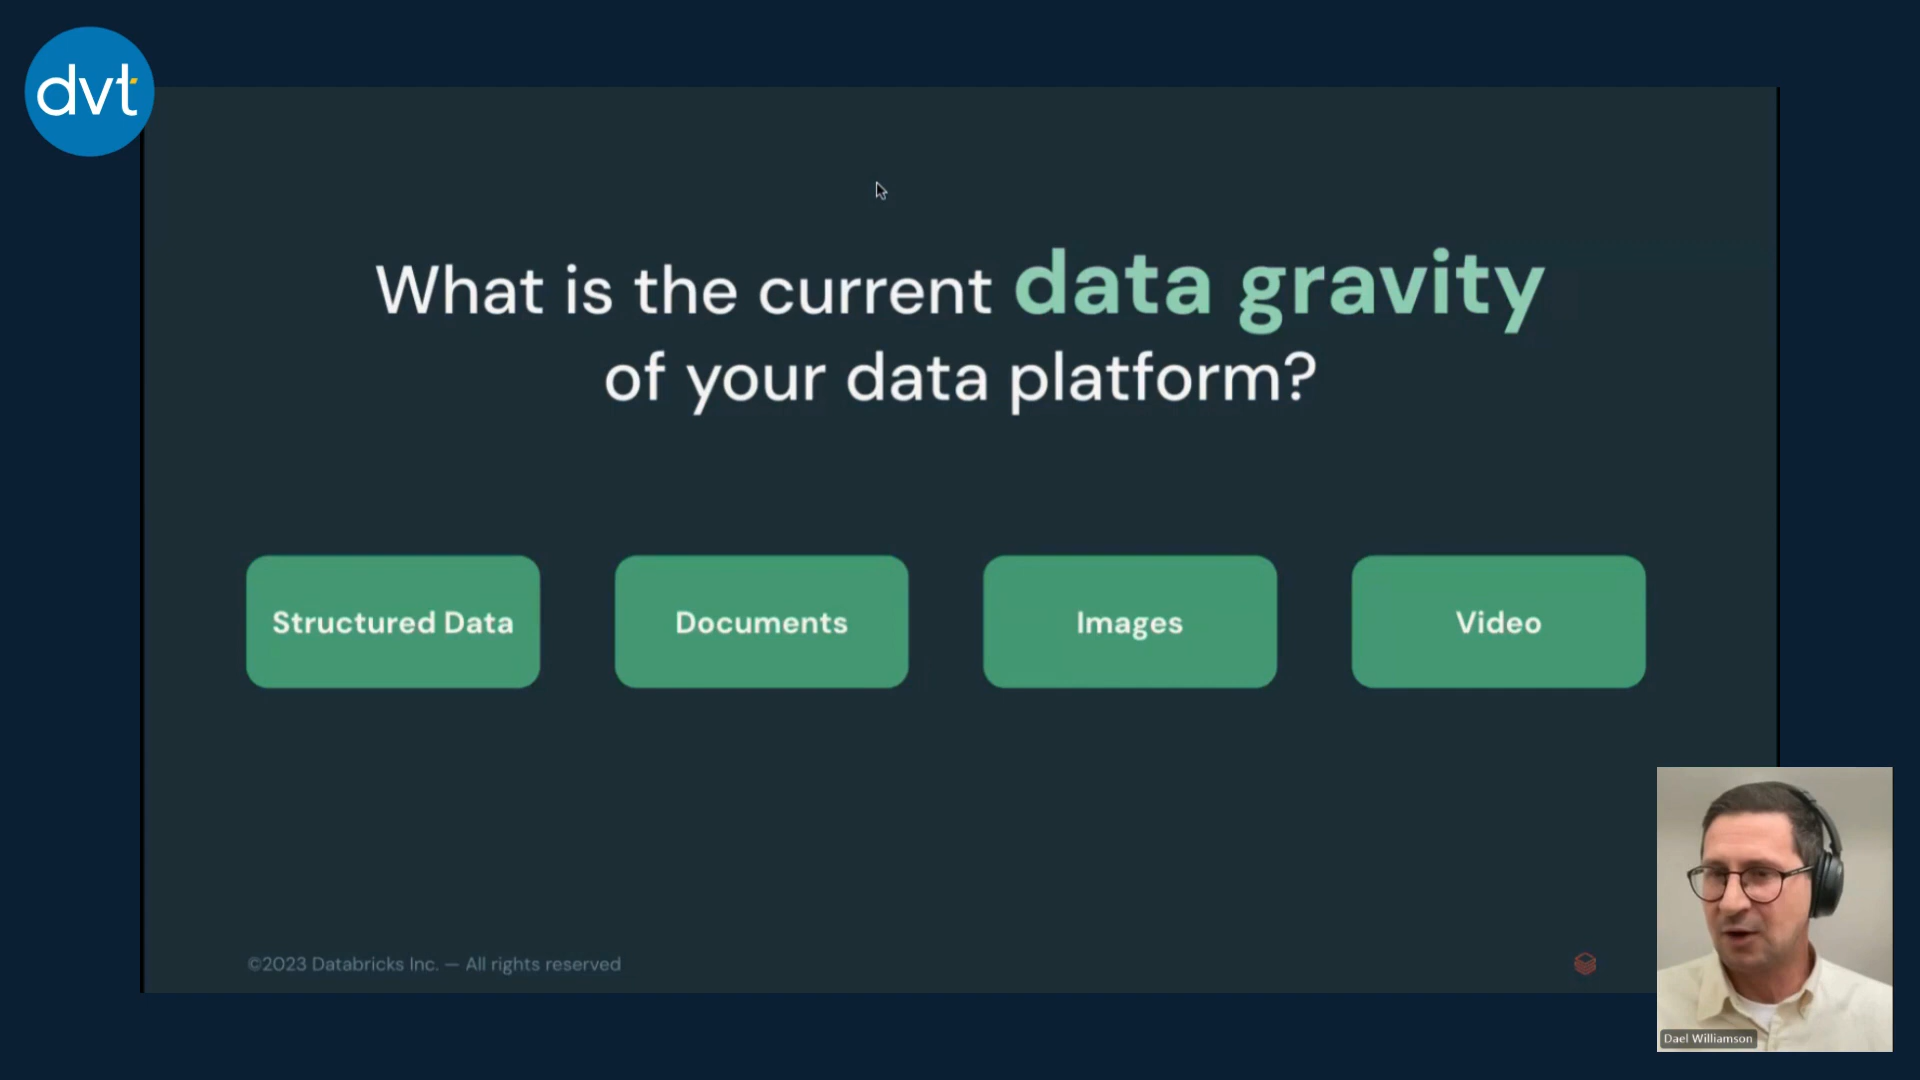 dvt
What is the current data gravity
of your data platform?
Structured Data
Documents
Images
Video
©2023 Databricks Inc. — All rights reserved
Dael Williamson